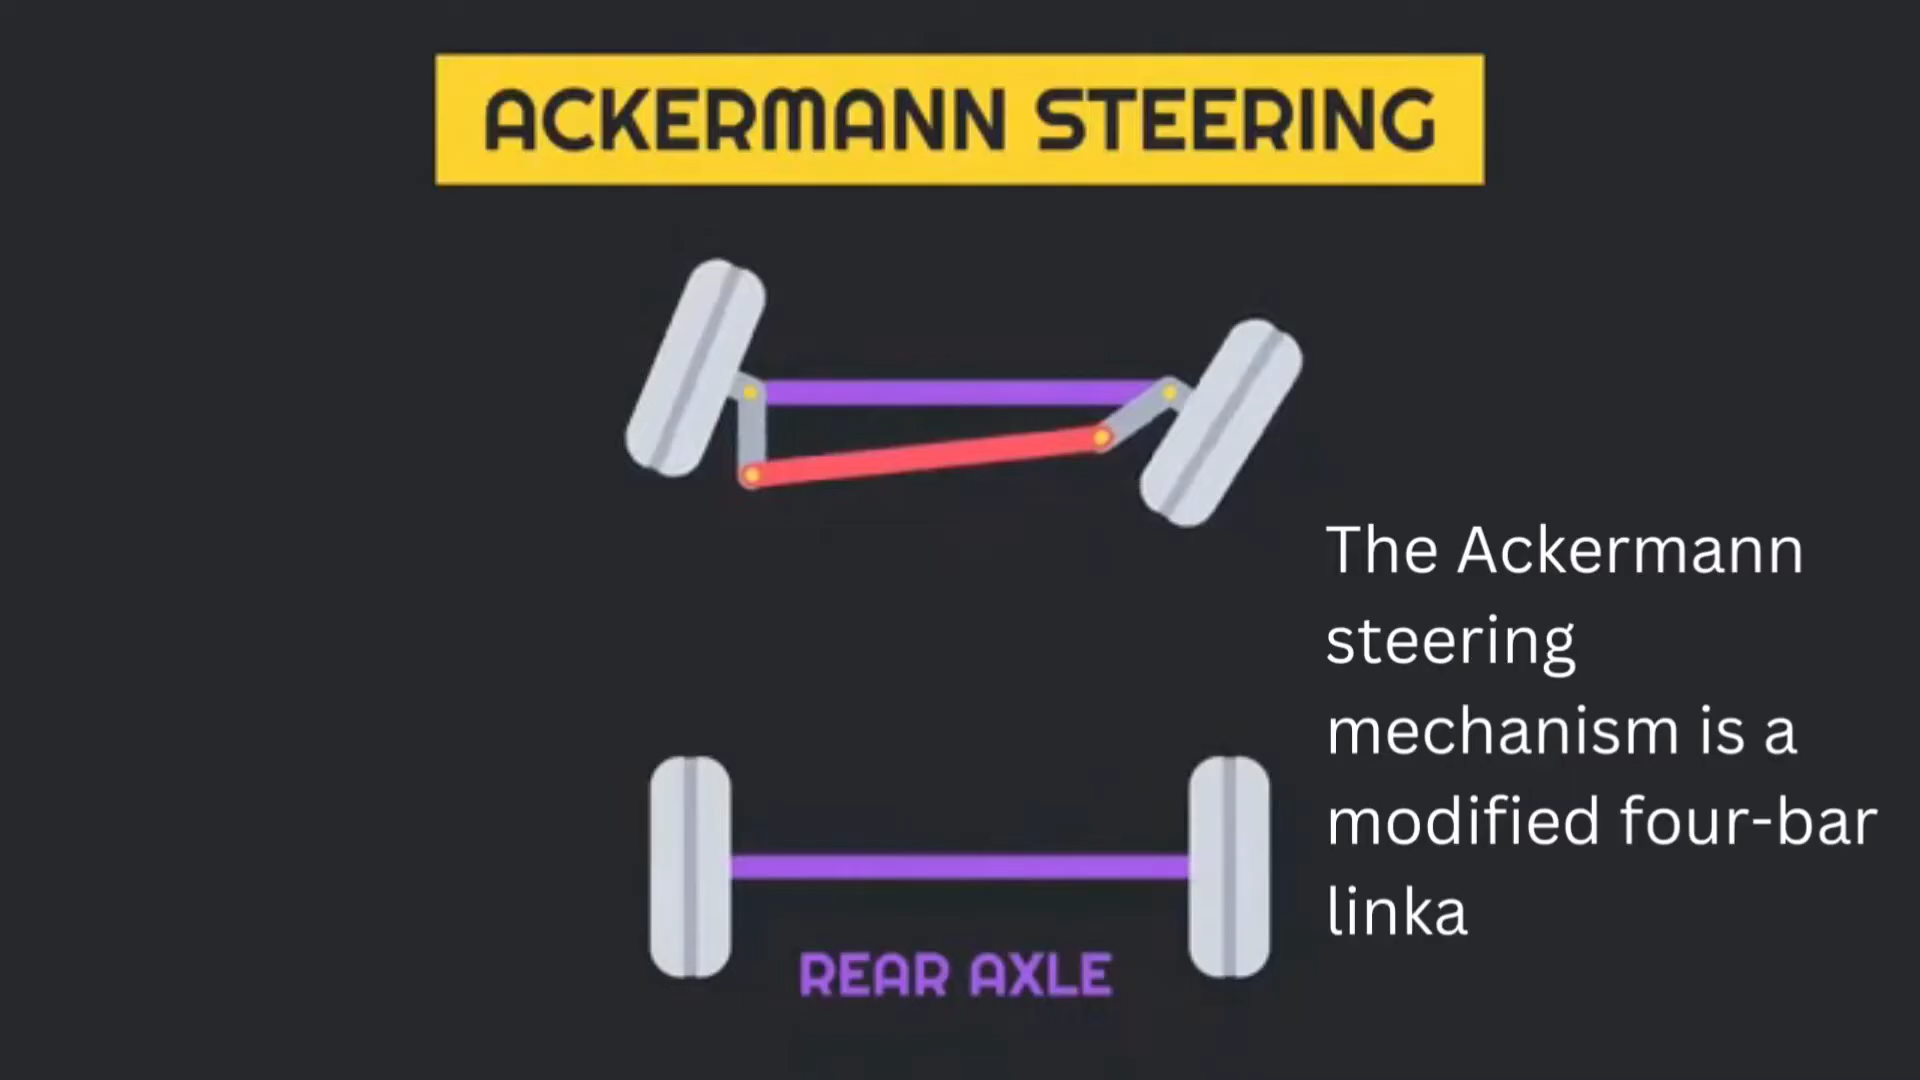 ACKERMANN STEERING
The Ackermann
steering
mechanism is a
modified four-bar
linka
REAR AXLE